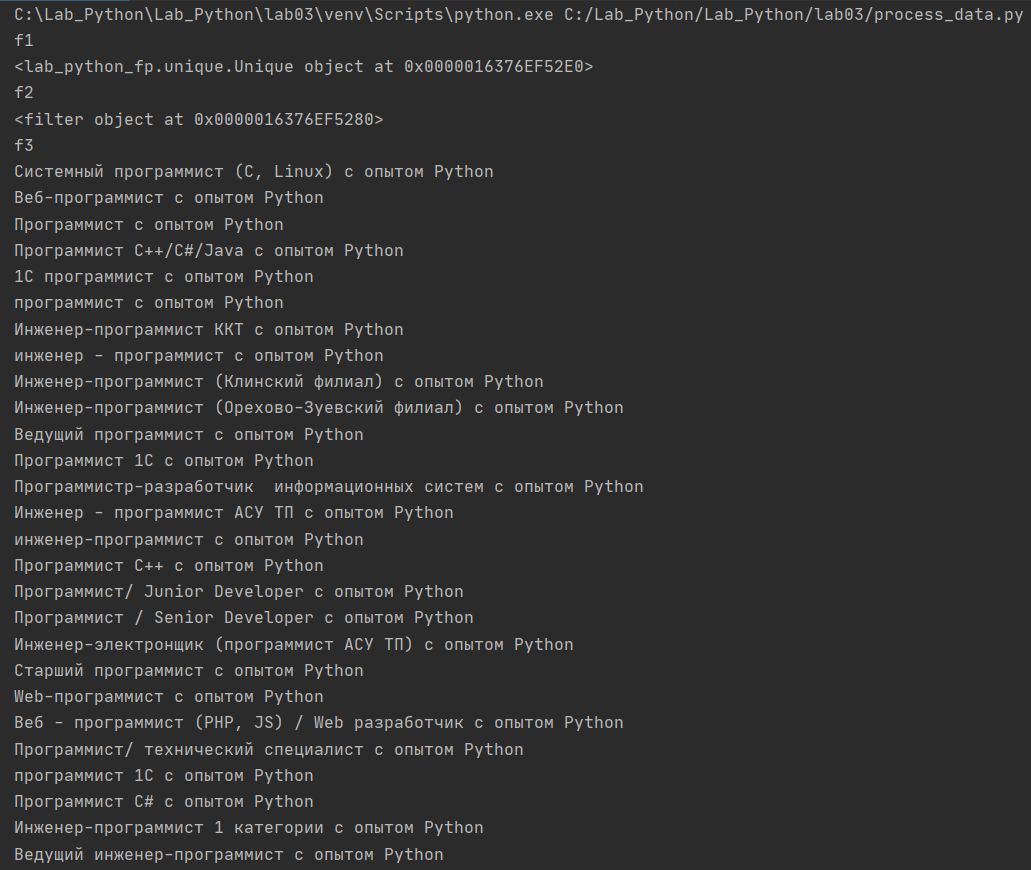 C:\Lab_Python\Lab_Python\lab03\venv\Scripts\python.exe C:/Lab_Python/Lab_Python/lab03/process_data.py
f1
<lab_python_fp.unique.Unique object at 0x0000016376EF52E0>
f2
<filter object at 0x0000016376EF5280>
f3
Системный программист (C, Linux) с опытом Python
Веб-программист с опытом Python
Программист с опытом Python
Программист C++/C#/Java с опытом Python
1С программист с опытом Python
программист с опытом Python
Инженер-программист ККТ с опытом Python
инженер - программист с опытом Python
Инженер-программист (Клинский филиал) с опытом Python
Инженер-программист (Орехово-Зуевский филиал) с опытом Python
Ведущий программист с опытом Python
Программист 1С с опытом Python
Программистр-разработчик  информационных систем с опытом Python
Инженер - программист АСУ ТП с опытом Python
инженер-программист с опытом Python
Программист C++ с опытом Python
Программист/ Junior Developer с опытом Python
Программист / Senior Developer с опытом Python
Инженер-электронщик (программист АСУ ТП) с опытом Python
Старший программист с опытом Python
Web-программист с опытом Python
Веб - программист (PHP, JS) / Web разработчик с опытом Python
Программист/ технический специалист с опытом Python
программист 1С с опытом Python
Программист C# с опытом Python
Инженер-программист 1 категории с опытом Python
Ведущий инженер-программист с опытом Python